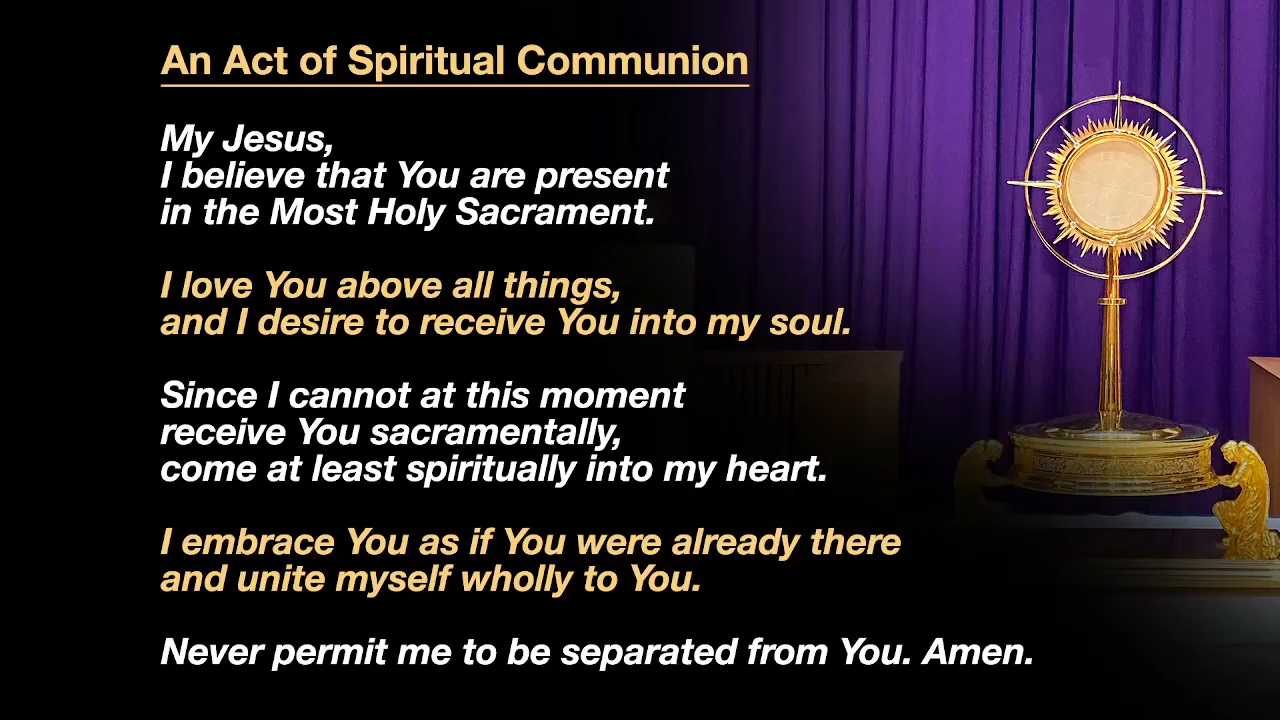 An Act of Spiritual Communion
My Jesus,
I believe that You are present
in the Most Holy Sacrament.
I love You above all things,
and I desire to receive You into my soul.
Since I cannot at this moment
receive You sacramentally,
come at least spiritually into my heart.
I embrace You as if You were already there
and unite myself wholly to You.
Never permit me to be separated from You. Amen.